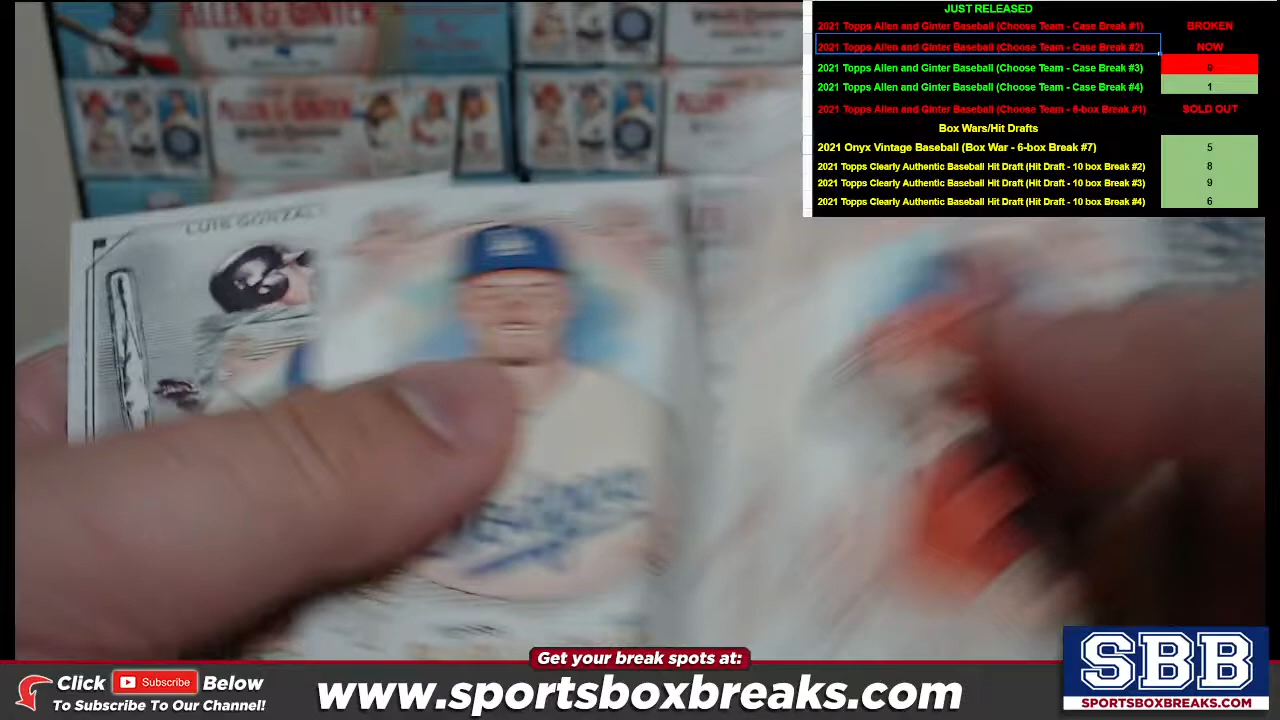 JUST RELEASED
2021 Topps Allen and Ginter Baseball (Choose Team - Case Break #1) BROKEN
2021 Topps Allen and Ginter Baseball (Choose Team - Case Break #2) NOW
2021 Topps Allen and Ginter Baseball (Choose Team - Case Break #3) 0
2021 Topps Allen and Ginter Baseball (Choose Team - Case Break #4) 1
2021 Topps Allen and Ginter Baseball (Choose Team - 6-box Break #1) SOLD OUT
Box Wars/Hit Drafts
2021 Onyx Vintage Baseball (Box War - 6-box Break #7) 5
2021 Topps Clearly Authentic Baseball Hit Draft (Hit Draft - 10 box Break #2) 8
2021 Topps Clearly Authentic Baseball Hit Draft (Hit Draft - 10 box Break #3) 9
2021 Topps Clearly Authentic Baseball Hit Draft (Hit Draft - 10 box Break #4) 6
LUIS GONZAL
Dodgers
Get your break spots at:
Click Subscribe Below
To Subscribe To Our Channel!
www.sportsboxbreaks.com
SBB
SPORTSBOXBREAKS.COM